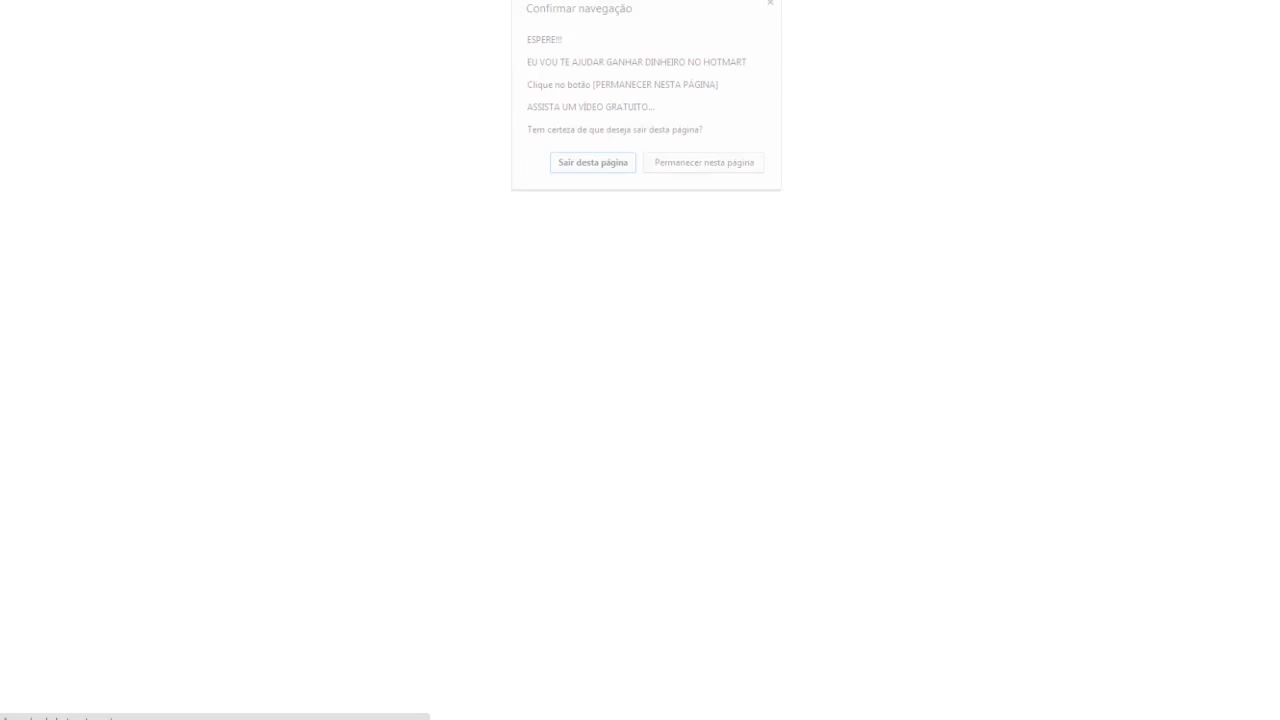 Confirmar navegação
ESPERE!!!
EU VOU TE AJUDAR GANHAR DINHEIRO NO HOTMART
Clique no botão [PERMANECER NESTA PÁGINA]
ASSISTA UM VÍDEO GRATUITO...
Tem certeza de que deseja sair desta página?
Sair desta página
Permanecer nesta página